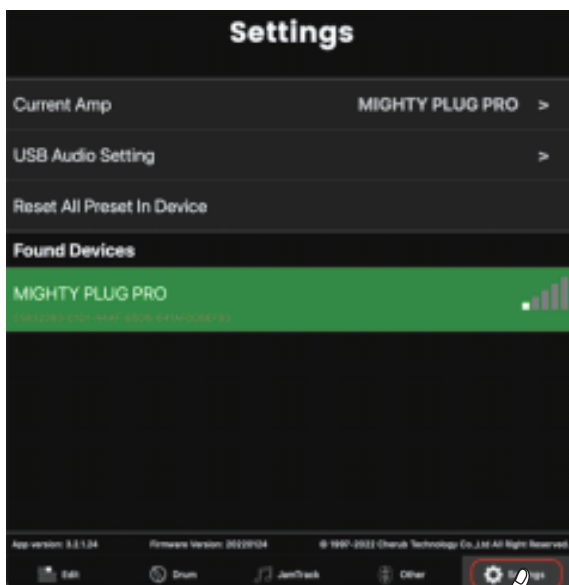 Settings
Current Amp MIGHTY PLUG PRO >
USB Audio Setting >
Reset All Preset In Device
Found Devices
MIGHTY PLUG PRO
App version: 3.2.1.24 Firmware Version: 20220124 © 1997-2022 Cherub Technology Co.,Ltd All Right Reserved
Edit Drum JamTrack Other